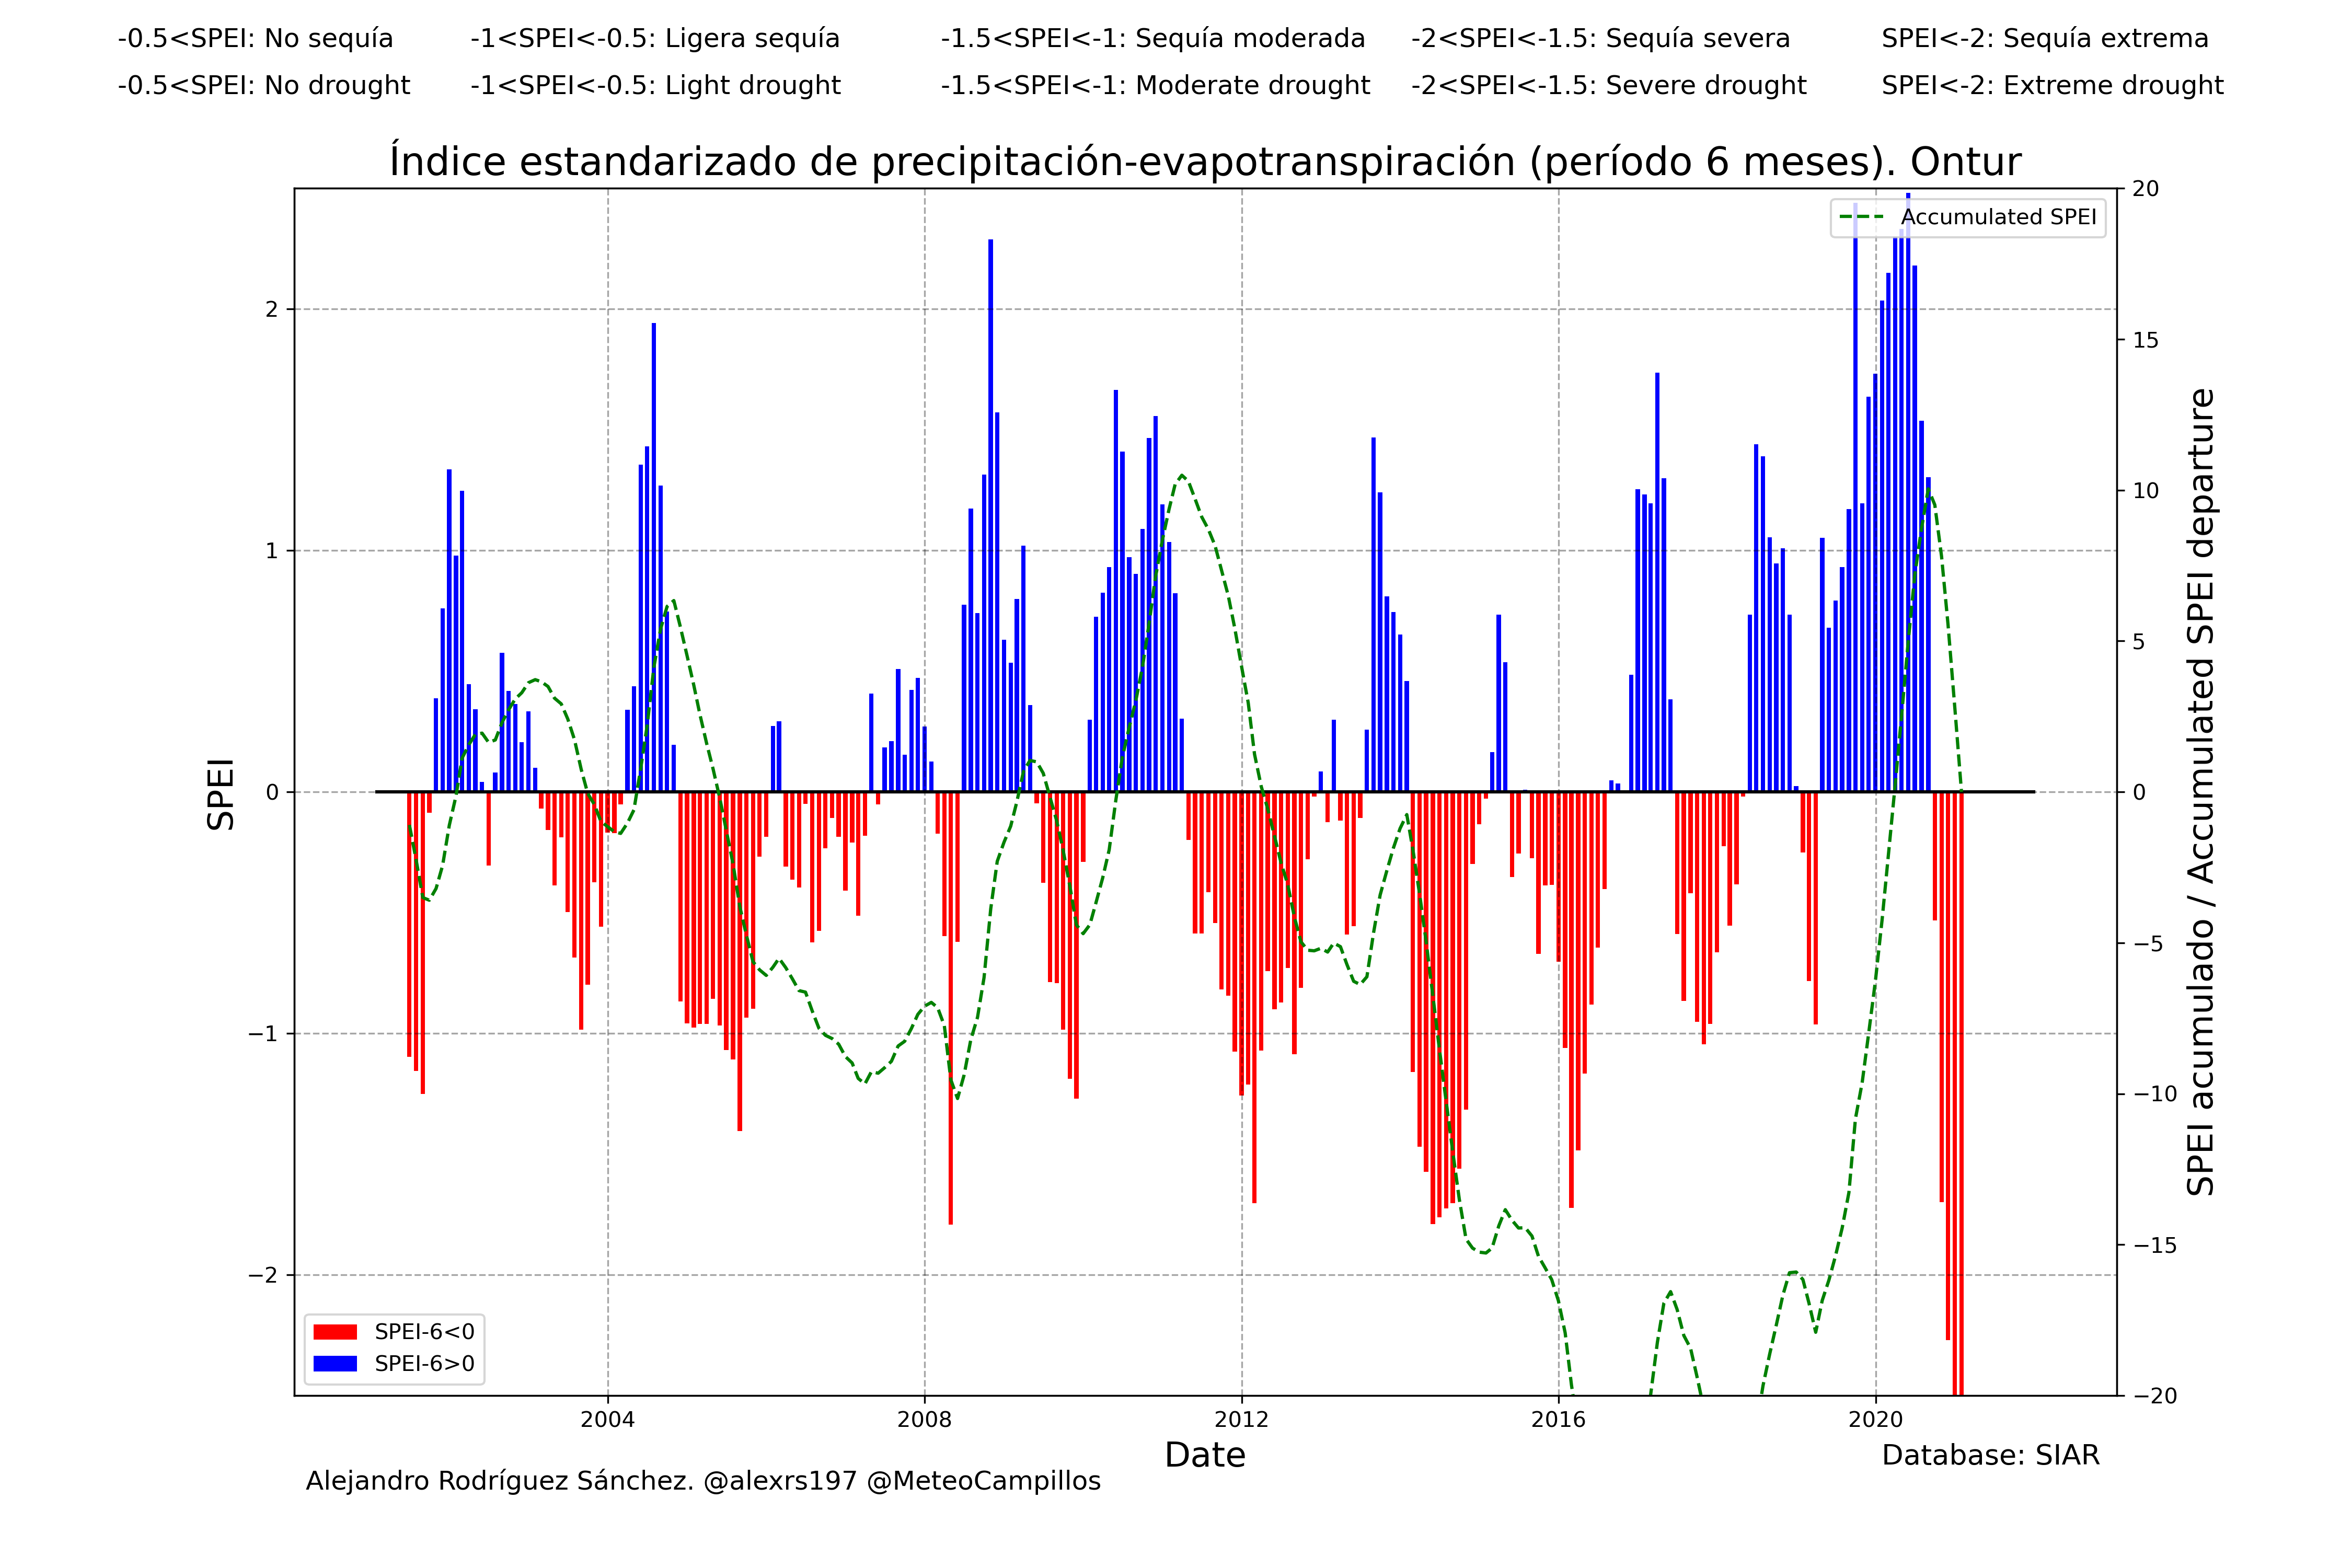 -0.5<SPEI: No sequía -1<SPEI<-0.5: Ligera sequía -1.5<SPEI<-1: Sequía moderada -2<SPEI<-1.5: Sequía severa SPEI<-2: Sequía extrema
-0.5<SPEI: No drought -1<SPEI<-0.5: Light drought -1.5<SPEI<-1: Moderate drought -2<SPEI<-1.5: Severe drought SPEI<-2: Extreme drought
Índice estandarizado de precipitación-evapotranspiración (período 6 meses). Ontur
Accumulated SPEI
2
1
0
−1
−2
SPEI
20
15
10
5
0
−5
−10
−15
−20
SPEI acumulado / Accumulated SPEI departure
SPEI-6<0
SPEI-6>0
2004 2008 2012 2016 2020
Date
Database: SIAR
Alejandro Rodríguez Sánchez. @alexrs197 @MeteoCampillos